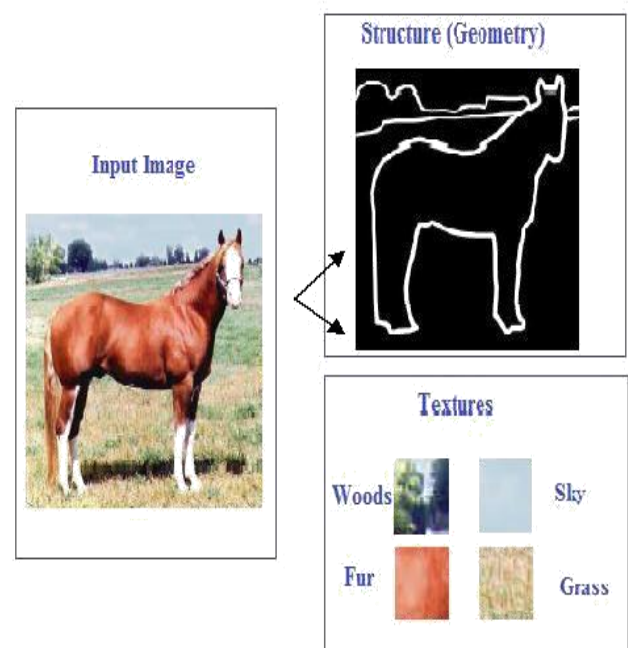 Input Image
Structure (Geometry)
Textures
Woods
Sky
Fur
Grass